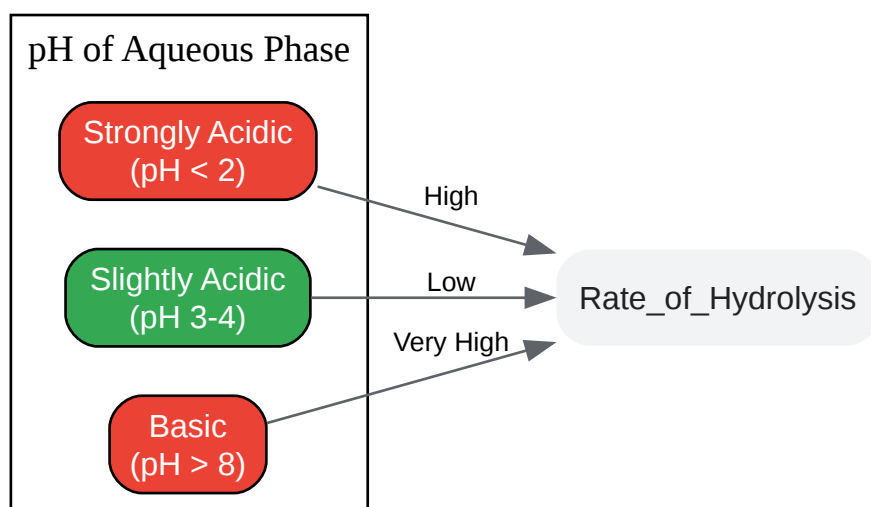 pH of Aqueous Phase
Strongly Acidic
(pH < 2)
High
Slightly Acidic
(pH 3-4)
Low
Rate_of_Hydrolysis
Very High
Basic
(pH > 8)